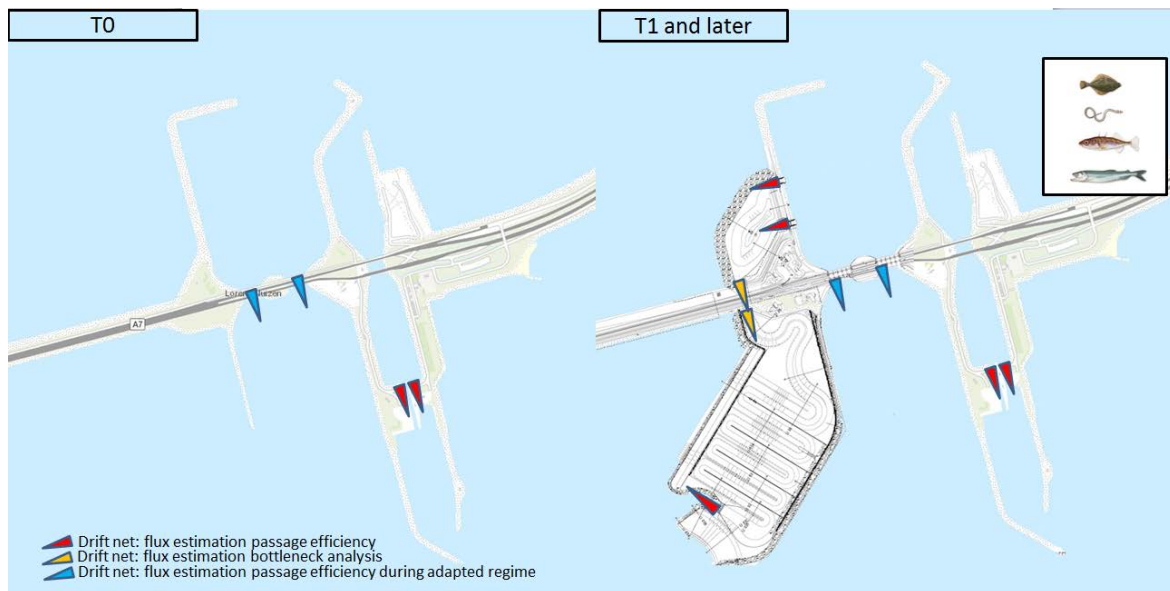 T0
T1 and later
A7
Drift net: flux estimation passage efficiency
Drift net: flux estimation bottleneck analysis
Drift net: flux estimation passage efficiency during adapted regime